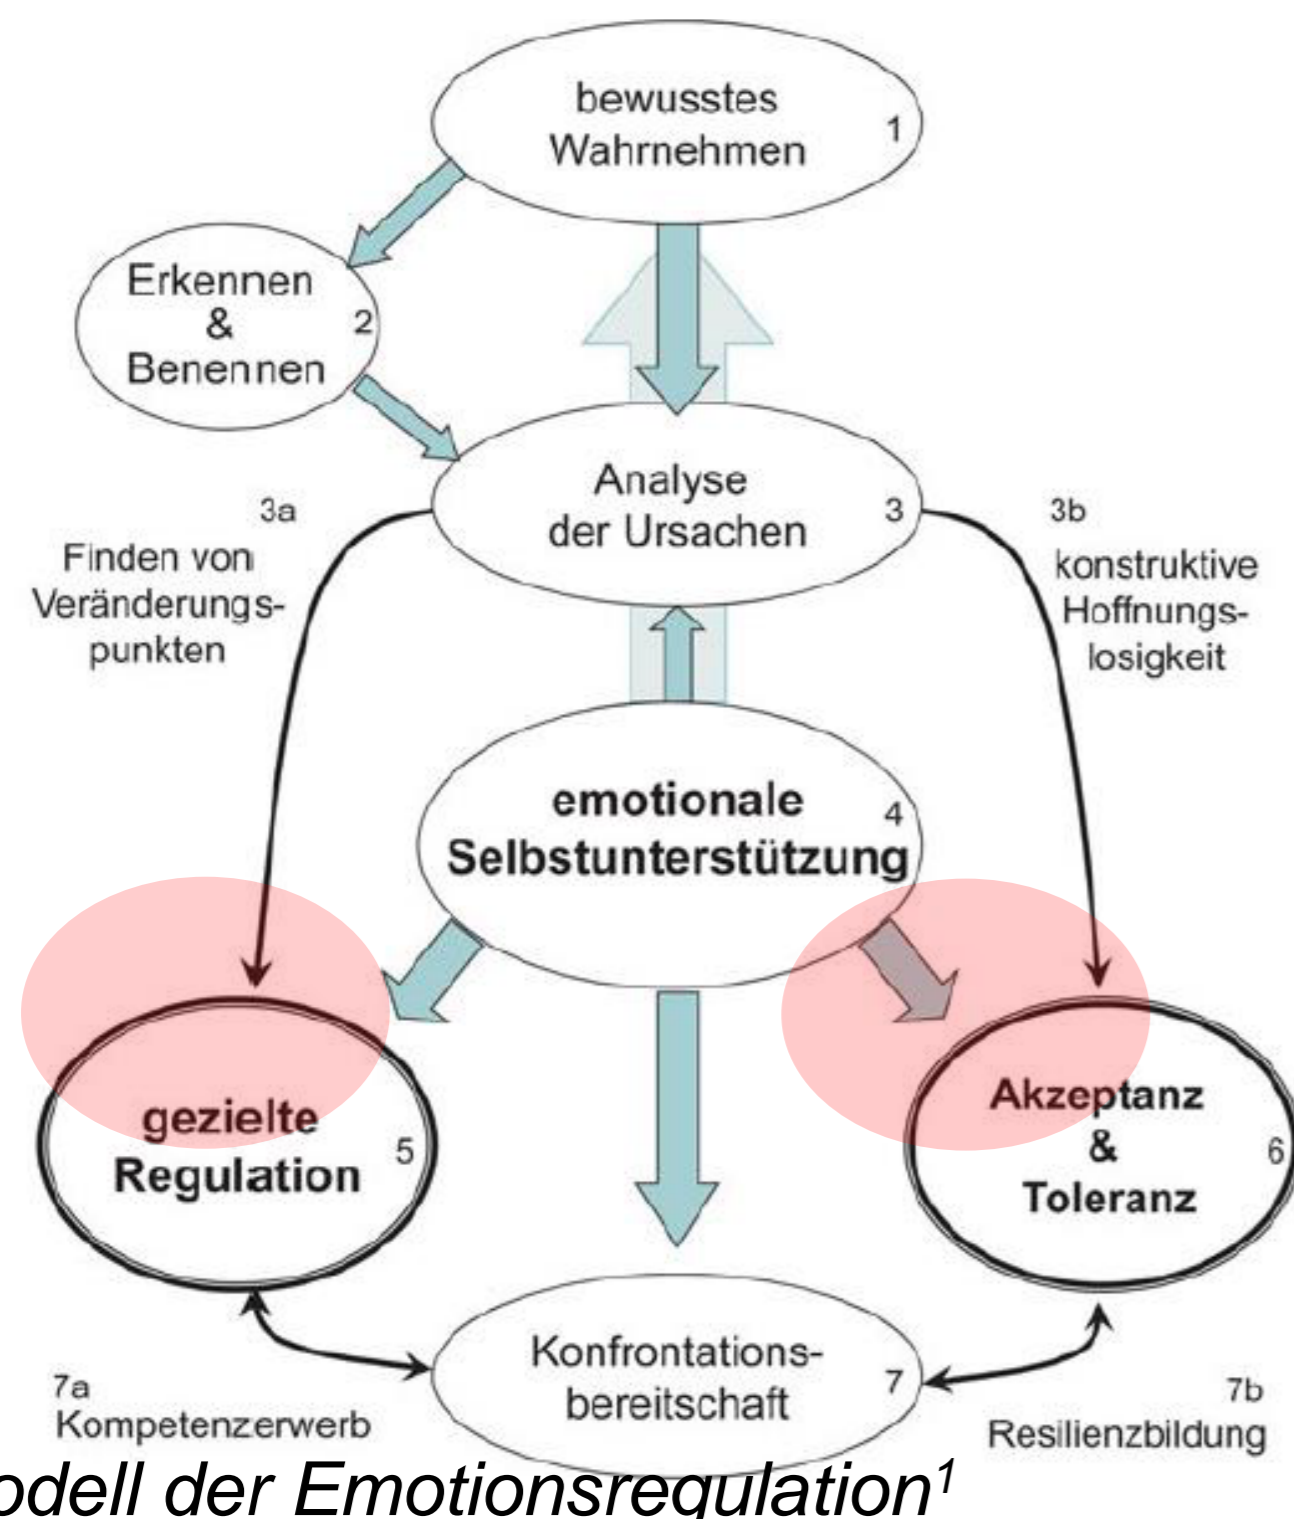 bewusstes
Wahrnehmen
1
Erkennen
&
Benennen
2
Analyse
der Ursachen
3
3a
Finden von
Veränderungs-
punkten
3b
konstruktive
Hoffnungs-
losigkeit
emotionale
Selbstunterstützung
4
gezielte
Regulation
5
Akzeptanz
&
Toleranz
6
Konfrontations-
bereitschaft
7
7a
Kompetenzerwerb
7b
Resilienzbildung
odell der Emotionsregulation¹